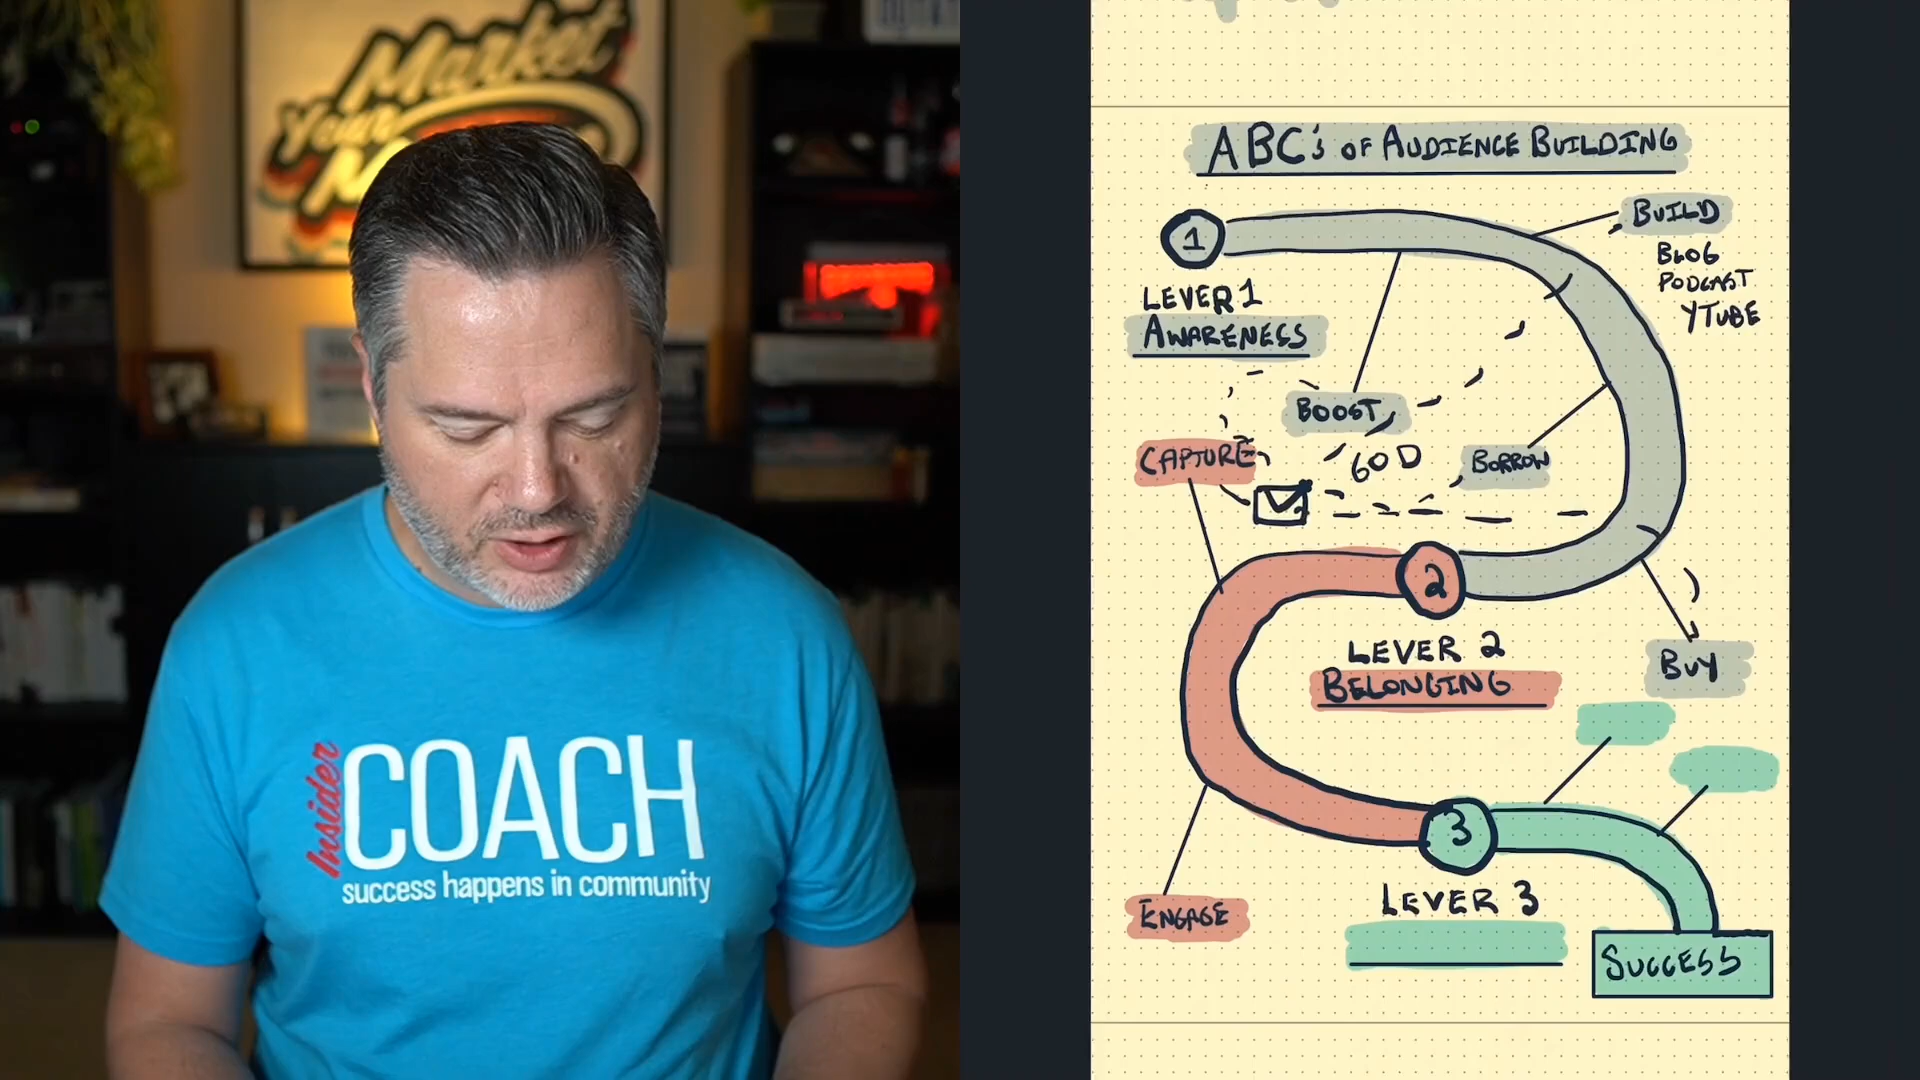 Market
Your
Insider
COACH
success happens in community
ABC's OF AUDIENCE BUILDING
1
BUILD
BLOG
PODCAST
YTUBE
LEVER 1
AWARENESS
BOOST
CAPTURE
60 D
BORROW
2
LEVER 2
BELONGING
BUY
3
LEVER 3
ENGAGE
SUCCESS